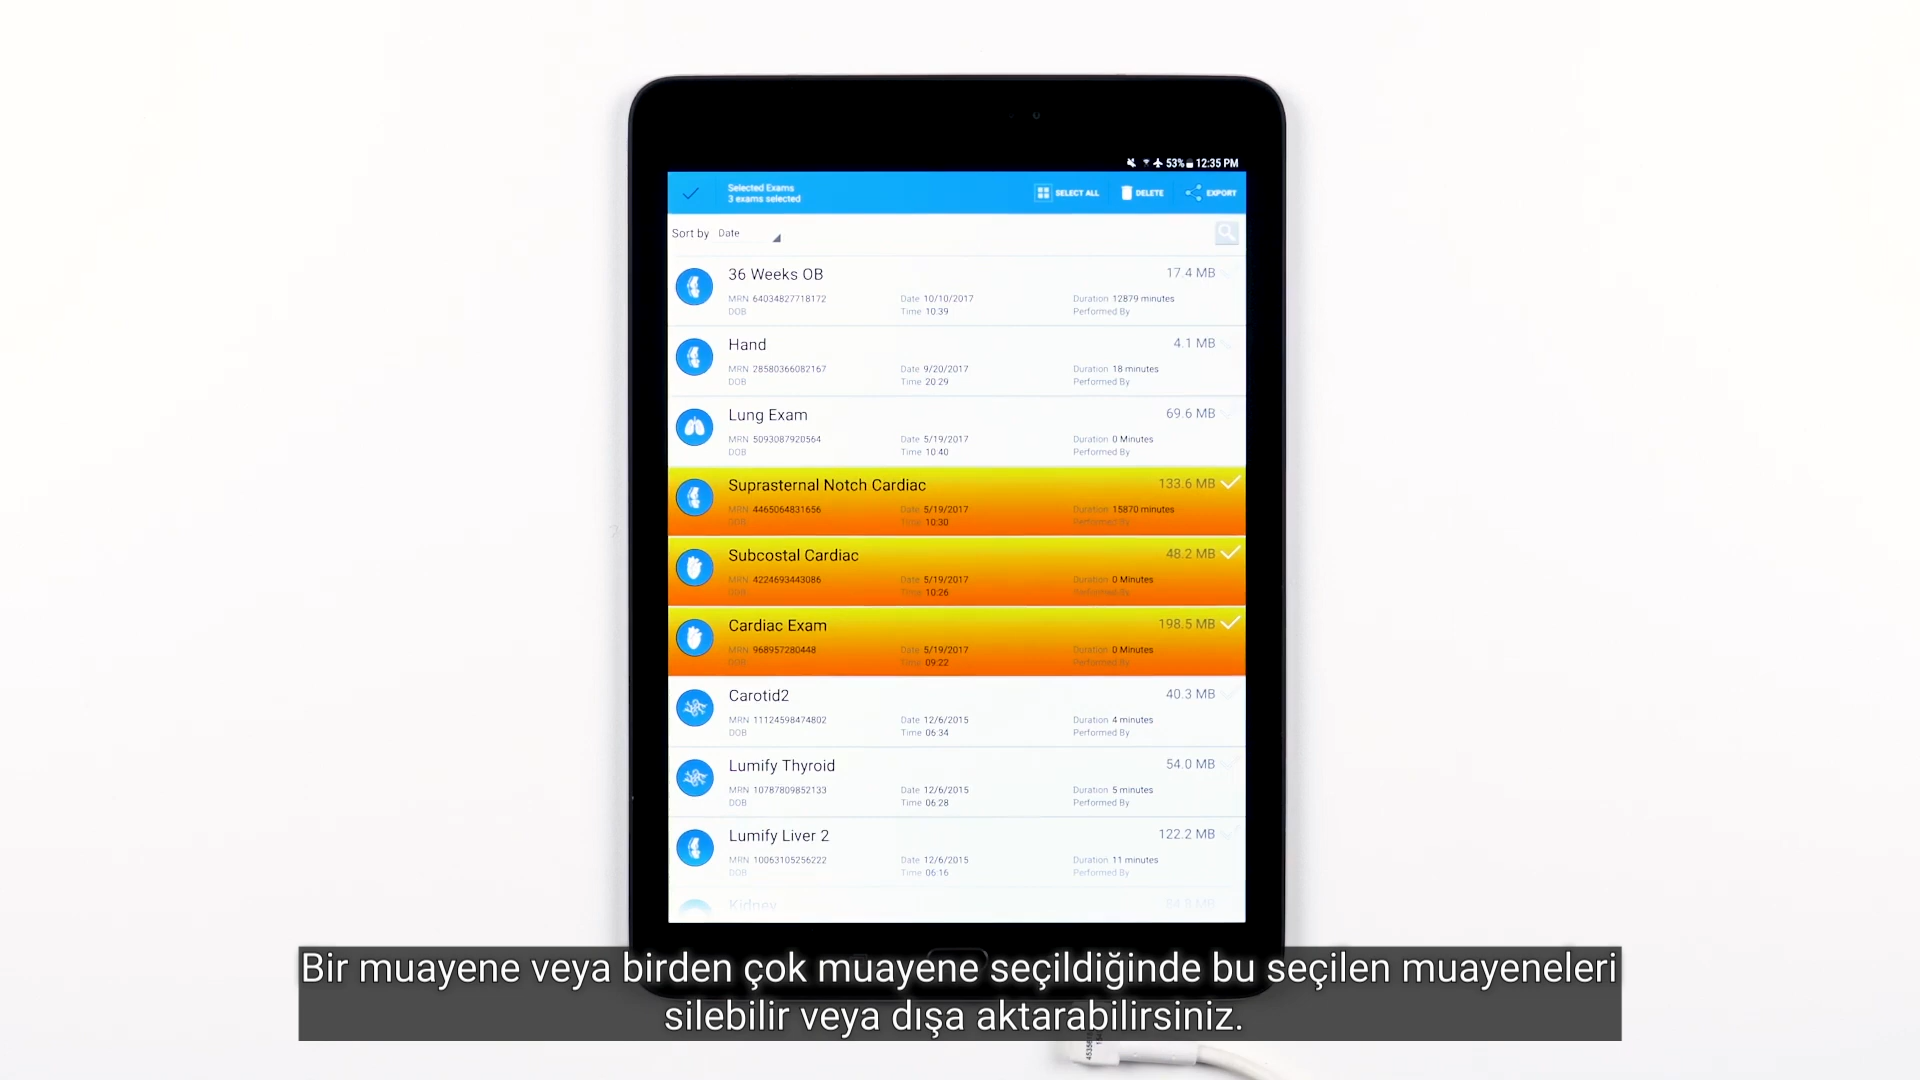 53% 12:35 PM
Selected Exams
3 exams selected
SELECT ALL
DELETE
EXPORT
Sort by Date
36 Weeks OB
17.4 MB
MRN 64034827718172
Date 10/10/2017
Duration 12879 minutes
DOB
Time 10:39
Performed By
Hand
4.1 MB
MRN 28580366082167
Date 9/20/2017
Duration 18 minutes
DOB
Time 20:29
Performed By
Lung Exam
69.6 MB
MRN 5093087920564
Date 5/19/2017
Duration 0 Minutes
DOB
Time 10:40
Performed By
Suprasternal Notch Cardiac
133.6 MB
MRN 4465064831656
Date 5/19/2017
Duration 15870 minutes
DOB
Time 10:30
Performed By
Subcostal Cardiac
48.2 MB
MRN 4224693443086
Date 5/19/2017
Duration 0 Minutes
DOB
Time 10:26
Performed By
Cardiac Exam
198.5 MB
MRN 968957280448
Date 5/19/2017
Duration 0 Minutes
DOB
Time 09:22
Performed By
Carotid2
40.3 MB
MRN 11124598474802
Date 12/6/2015
Duration 4 minutes
DOB
Time 06:34
Performed By
Lumify Thyroid
54.0 MB
MRN 10787809852133
Date 12/6/2015
Duration 5 minutes
DOB
Time 06:28
Performed By
Lumify Liver 2
122.2 MB
MRN 10063105256222
Date 12/6/2015
Duration 11 minutes
DOB
Time 06:16
Performed By
Kidney
Bir muayene veya birden çok muayene seçildiğinde bu seçilen muayeneleri
silebilir veya dışa aktarabilirsiniz.